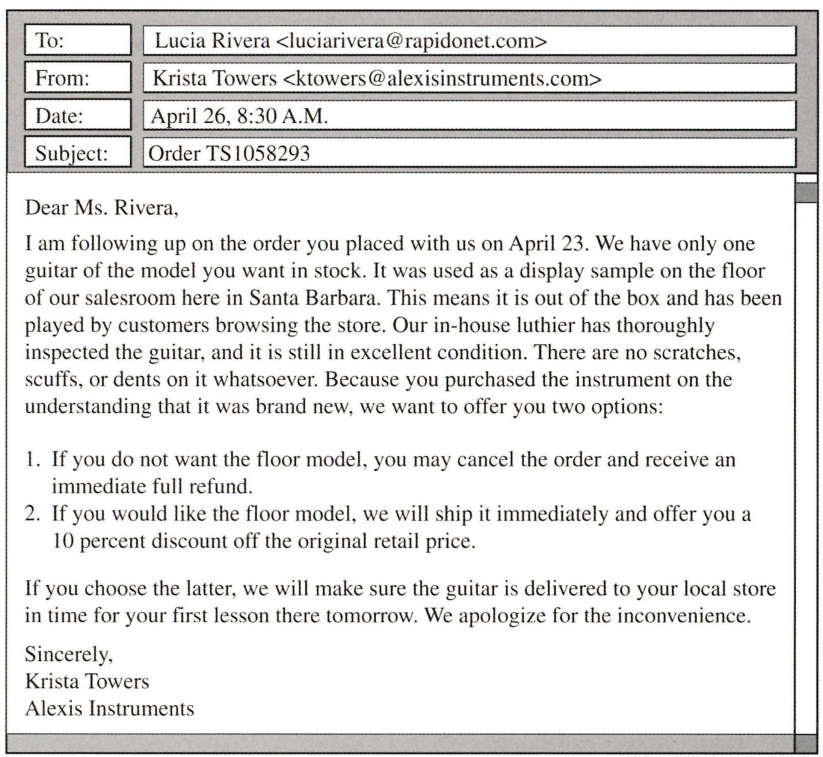 To: Lucia Rivera <luciarivera@rapidonet.com>
From: Krista Towers <ktowers@alexisinstruments.com>
Date: April 26, 8:30 A.M.
Subject: Order TS1058293
Dear Ms. Rivera,
I am following up on the order you placed with us on April 23. We have only one
guitar of the model you want in stock. It was used as a display sample on the floor
of our salesroom here in Santa Barbara. This means it is out of the box and has been
played by customers browsing the store. Our in-house luthier has thoroughly
inspected the guitar, and it is still in excellent condition. There are no scratches,
scuffs, or dents on it whatsoever. Because you purchased the instrument on the
understanding that it was brand new, we want to offer you two options:
1. If you do not want the floor model, you may cancel the order and receive an
immediate full refund.
2. If you would like the floor model, we will ship it immediately and offer you a
10 percent discount off the original retail price.
If you choose the latter, we will make sure the guitar is delivered to your local store
in time for your first lesson there tomorrow. We apologize for the inconvenience.
Sincerely,
Krista Towers
Alexis Instruments